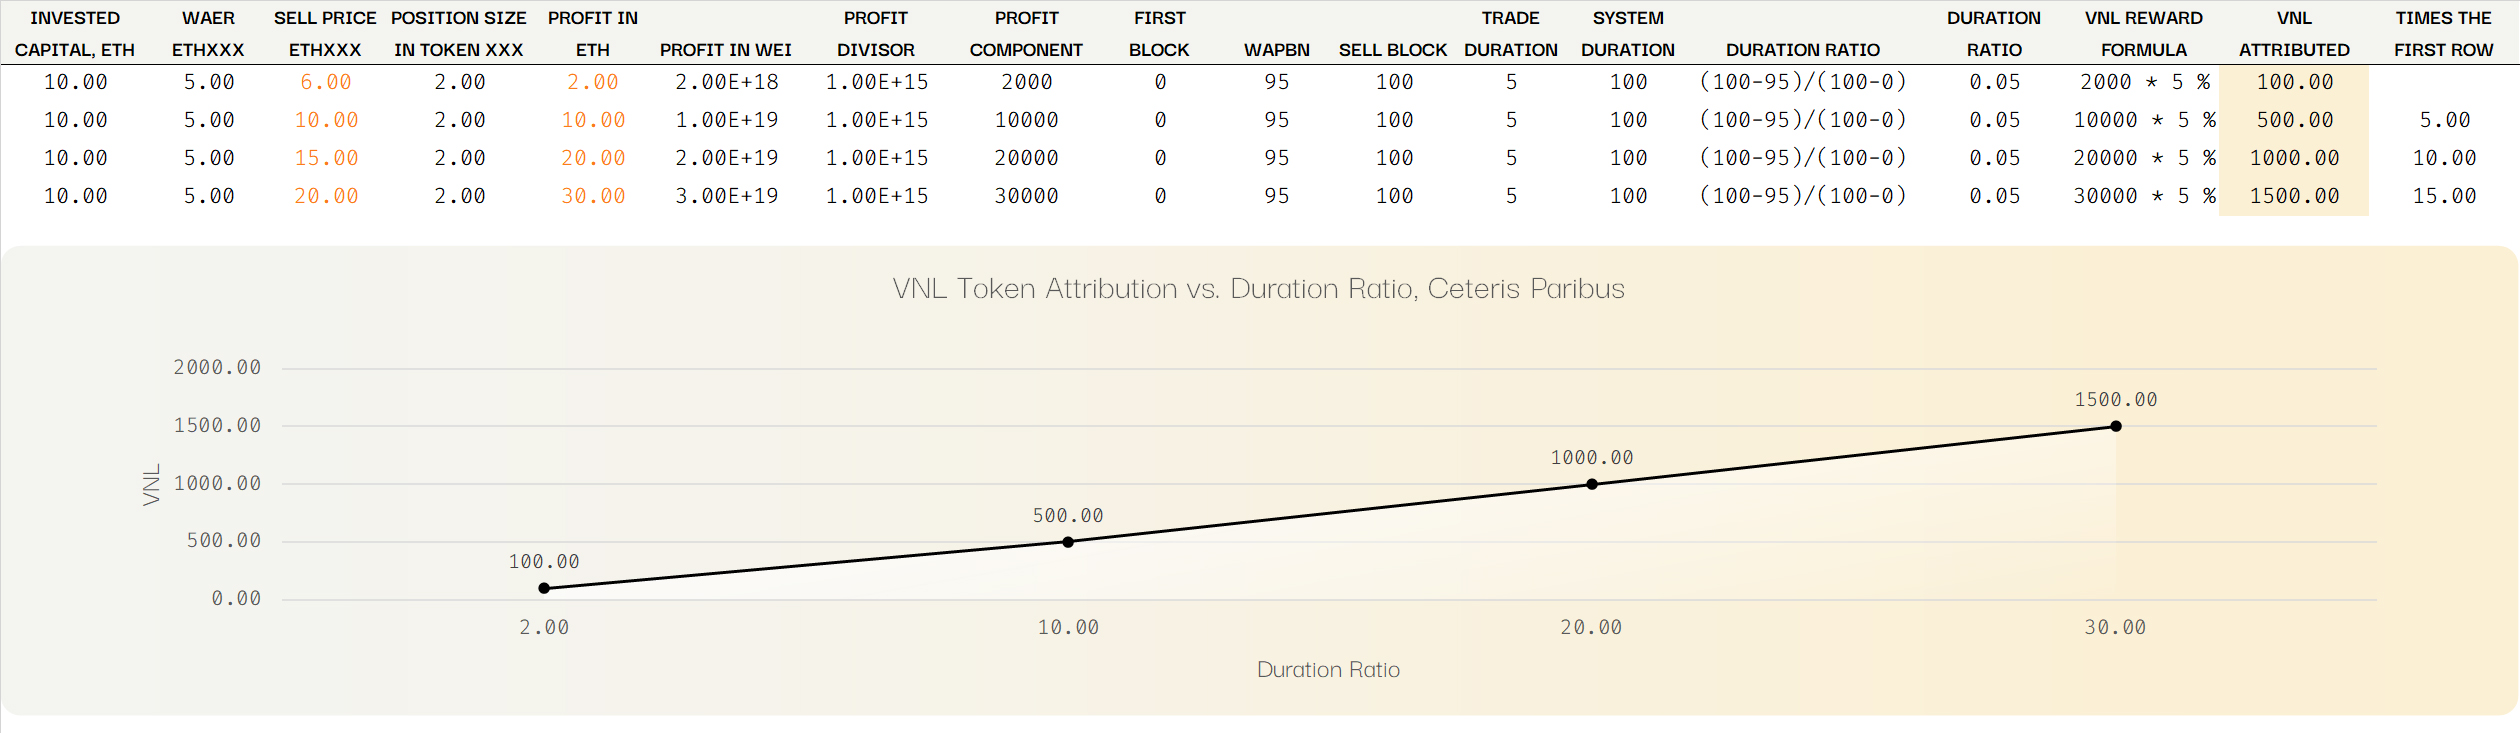 INVESTED WAER SELL PRICE POSITION SIZE PROFIT IN PROFIT PROFIT FIRST TRADE SYSTEM DURATION VNL REWARD VNL TIMES THE
CAPITAL, ETH ETHXXX ETHXXX IN TOKEN XXX ETH PROFIT IN WEI DIVISOR COMPONENT BLOCK WAPBN SELL BLOCK DURATION DURATION DURATION RATIO RATIO FORMULA ATTRIBUTED FIRST ROW
10.00 5.00 6.00 2.00 2.00 2.00E+18 1.00E+15 2000 0 95 100 5 100 (100-95)/(100-0) 0.05 2000 * 5 % 100.00
10.00 5.00 10.00 2.00 10.00 1.00E+19 1.00E+15 10000 0 95 100 5 100 (100-95)/(100-0) 0.05 10000 * 5 % 500.00 5.00
10.00 5.00 15.00 2.00 20.00 2.00E+19 1.00E+15 20000 0 95 100 5 100 (100-95)/(100-0) 0.05 20000 * 5 % 1000.00 10.00
10.00 5.00 20.00 2.00 30.00 3.00E+19 1.00E+15 30000 0 95 100 5 100 (100-95)/(100-0) 0.05 30000 * 5 % 1500.00 15.00
VNL Token Attribution vs. Duration Ratio, Ceteris Paribus
2000.00
1500.00
1000.00
500.00
0.00
VNL
100.00
500.00
1000.00
1500.00
2.00 10.00 20.00 30.00
Duration Ratio